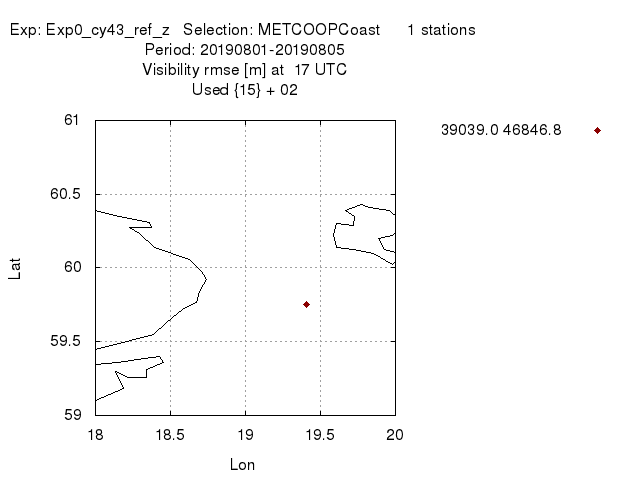 Exp: Exp0_cy43_ref_z   Selection: METCOOPCoast      1 stations
Period: 20190801-20190805
Visibility rmse [m] at  17 UTC
Used {15} + 02
39039.0 46846.8
61
60.5
60
59.5
59
Lat
18 18.5 19 19.5 20
Lon